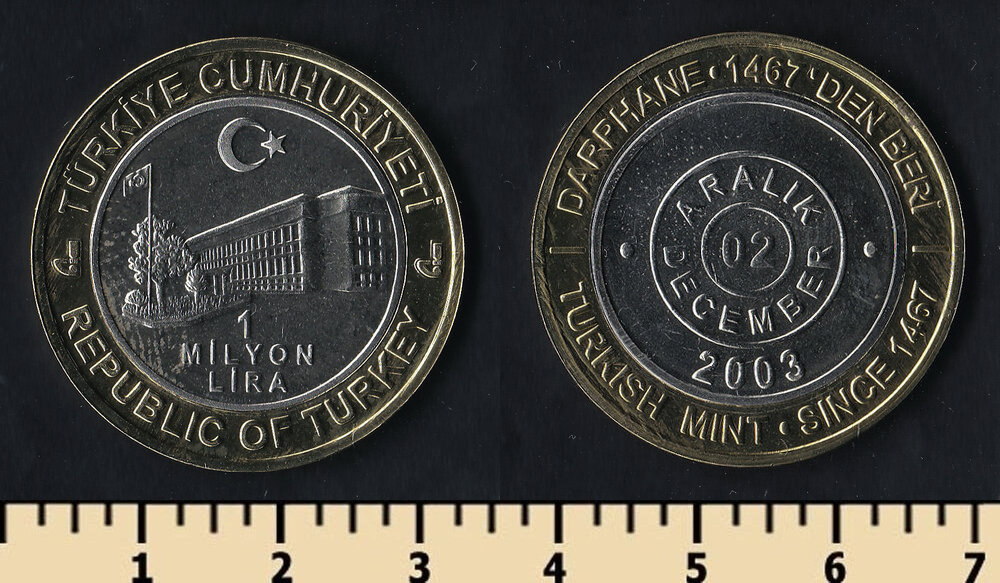 TÜRKİYE CUMHURİYETİ
1
MİLYON
LİRA
REPUBLIC OF TURKEY
DARPHANE • 1467 'DEN BERİ
ARALIK
02
DECEMBER
2003
TURKISH MINT • SINCE 1467
1 2 3 4 5 6 7